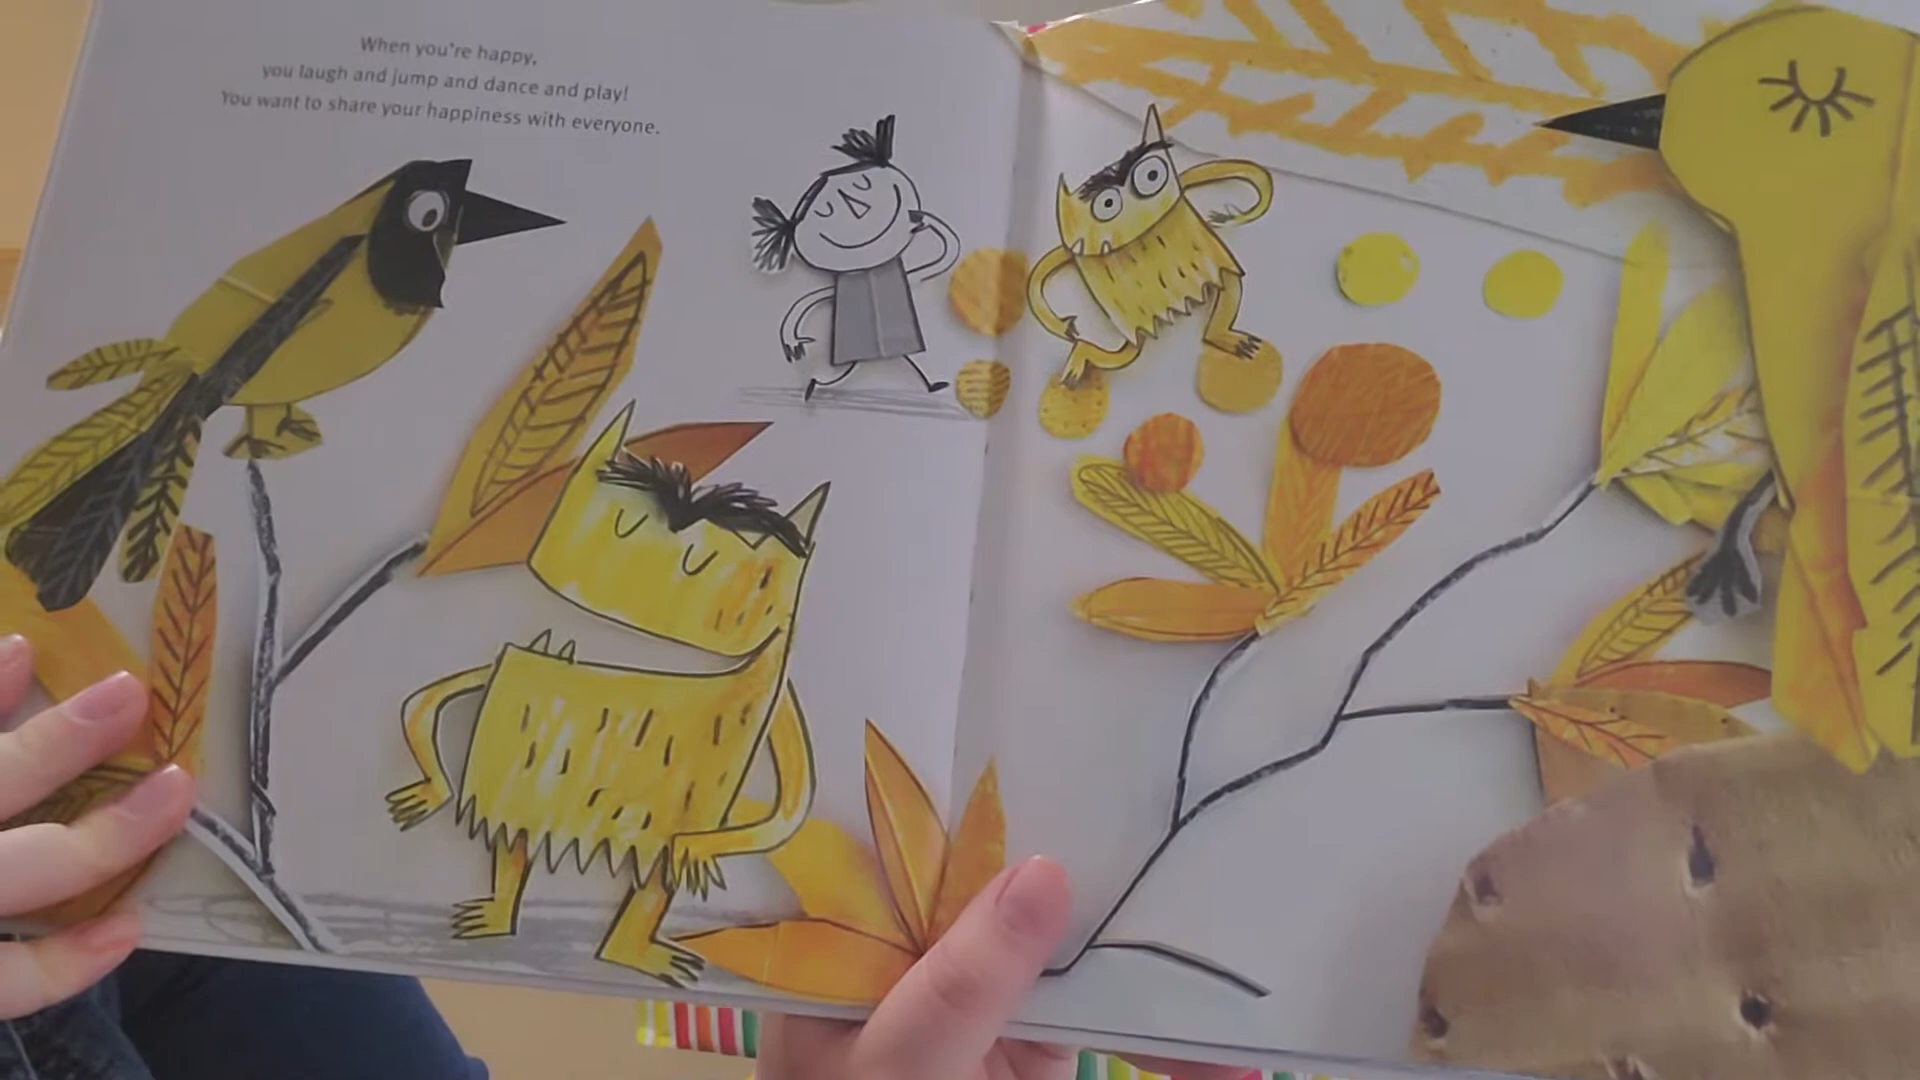 When you're happy,
you laugh and jump and dance and play!
You want to share your happiness with everyone.